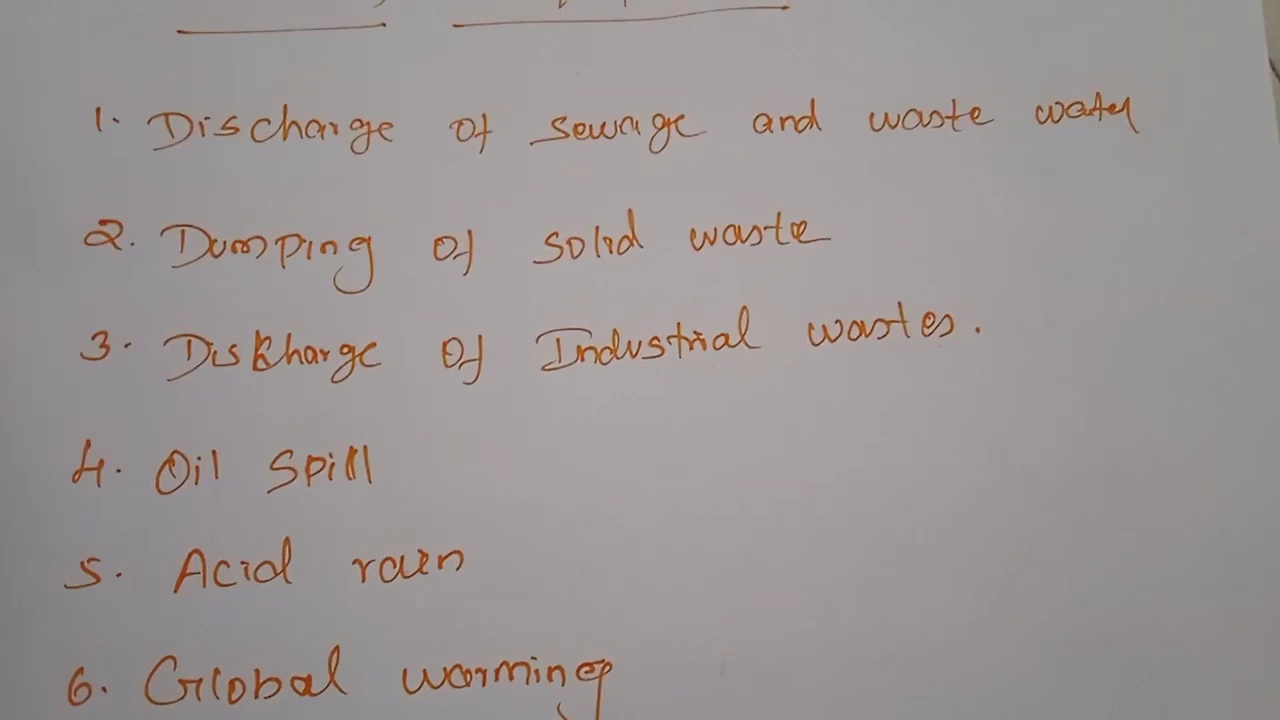 1. Discharge of sewage and waste water
2. Dumping of solid waste
3. Discharge of Industrial wastes.
4. Oil Spill
5. Acid rain
6. Global warming